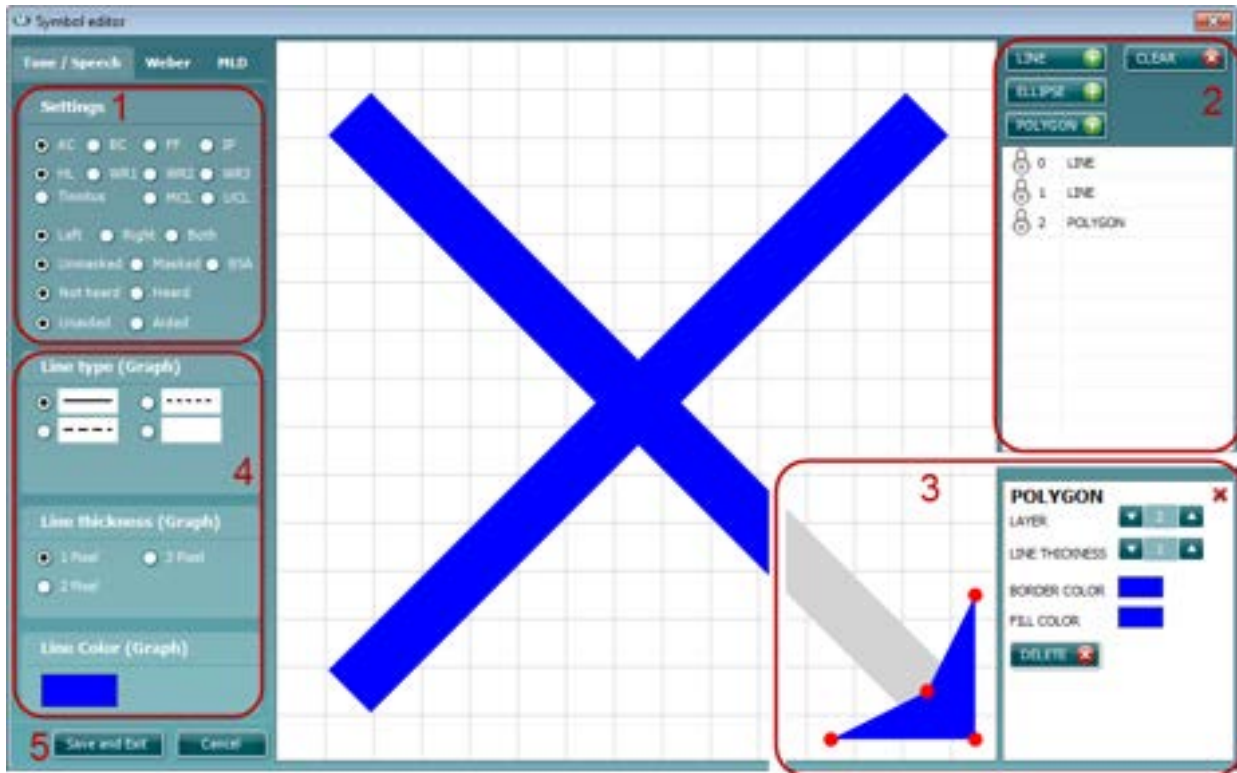 Symbol editor
Tone / Speech Weber MLD
Settings 1
AC BC FF IP
HL WR1 WR2 WR3
Tinnitus MCL UCL
Left Right Both
Unmasked Masked BSA
Not heard Heard
Unaided Aided
Line type (Graph)
4
Line thickness (Graph)
1 Pixel 3 Pixel
2 Pixel
Line Color (Graph)
5 Save and Exit Cancel
LINE CLEAR
ELLIPSE 2
POLYGON
0 LINE
1 LINE
2 POLYGON
3
POLYGON
LAYER
LINE THICKNESS
BORDER COLOR
FILL COLOR
DELETE